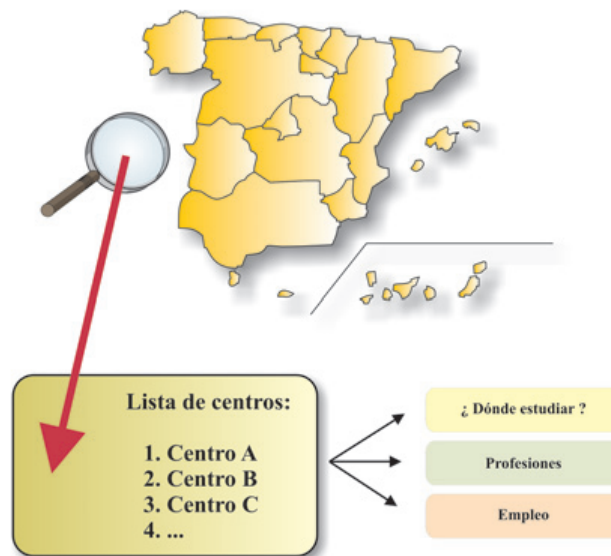 Lista de centros:
1. Centro A
2. Centro B
3. Centro C
4. ...
¿ Dónde estudiar ?
Profesiones
Empleo